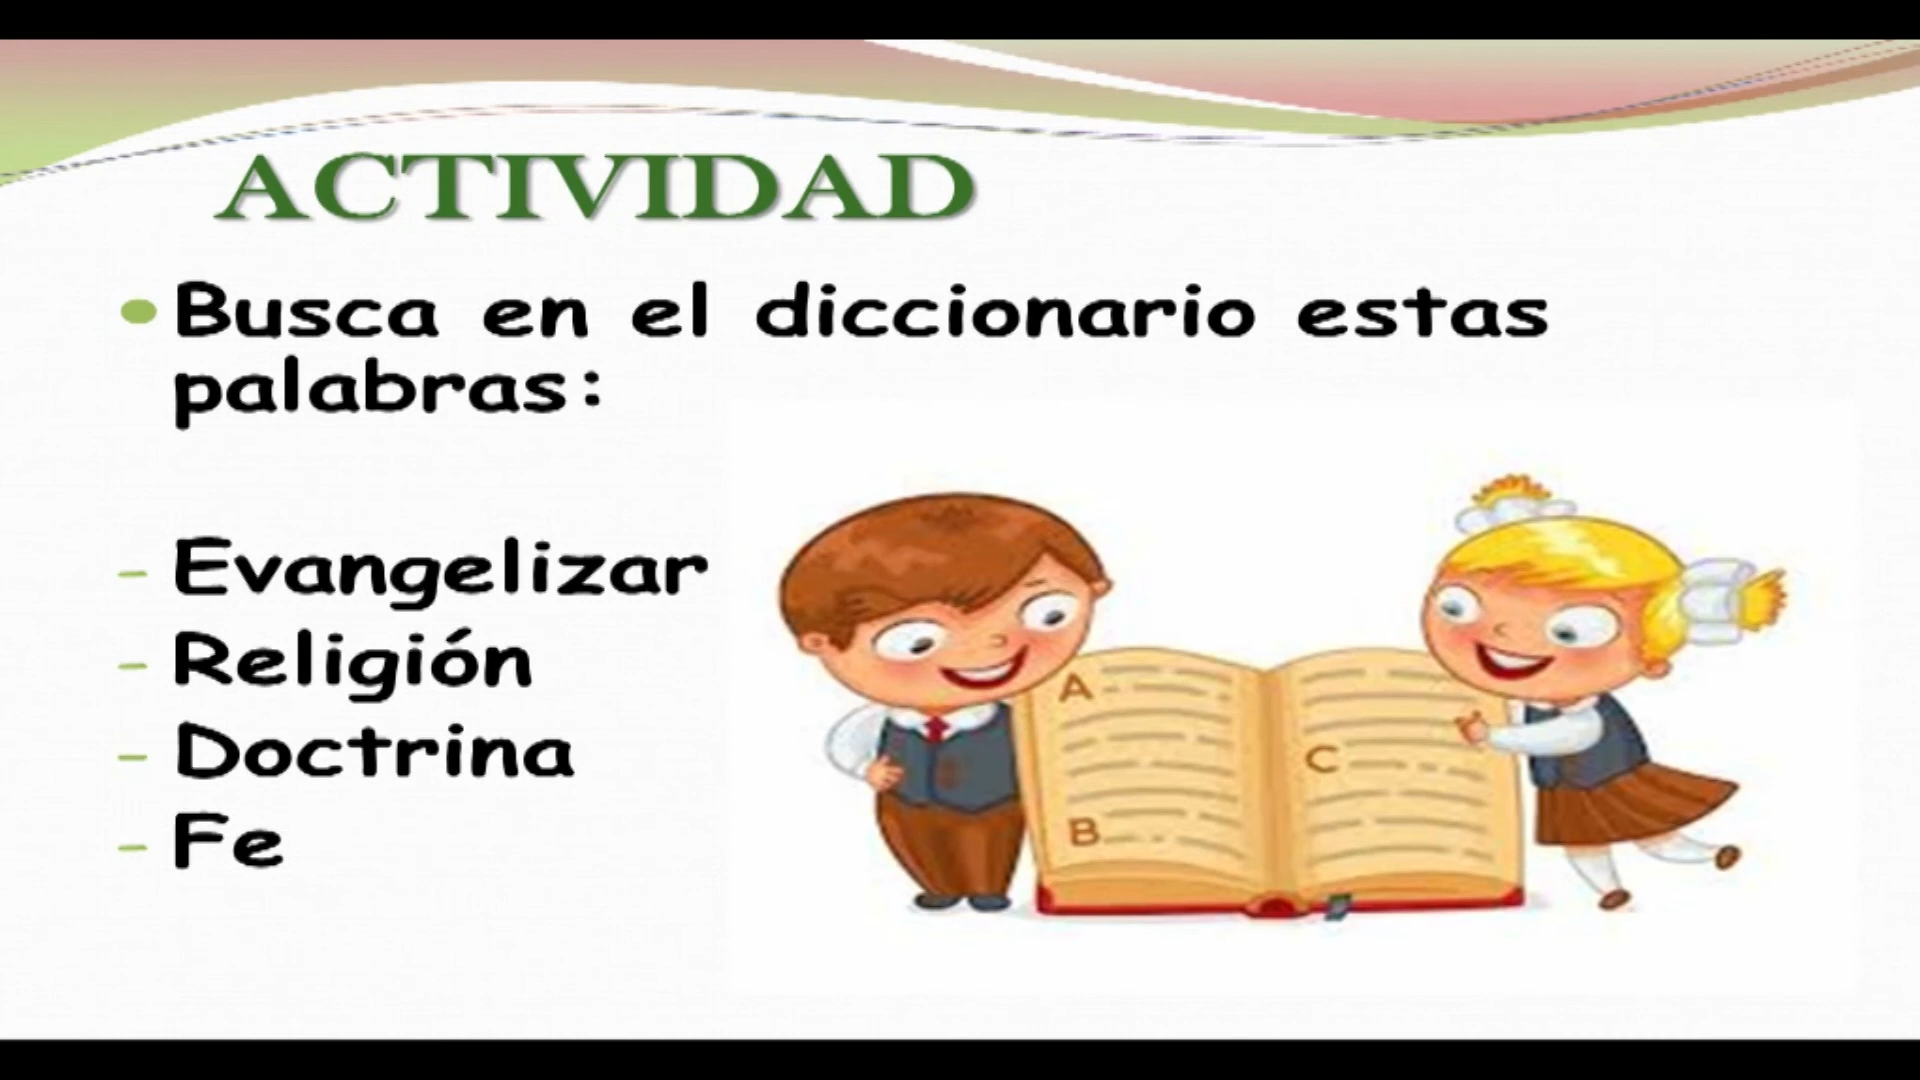 ACTIVIDAD
• Busca en el diccionario estas
palabras:
- Evangelizar
- Religión
- Doctrina
- Fe
A
B
C